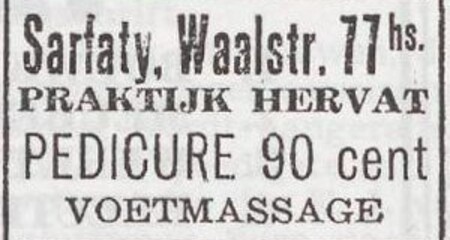 Sarfaty, Waalstr. 77 hs.
PRAKTIJK HERVAT
PEDICURE 90 cent
VOETMASSAGE